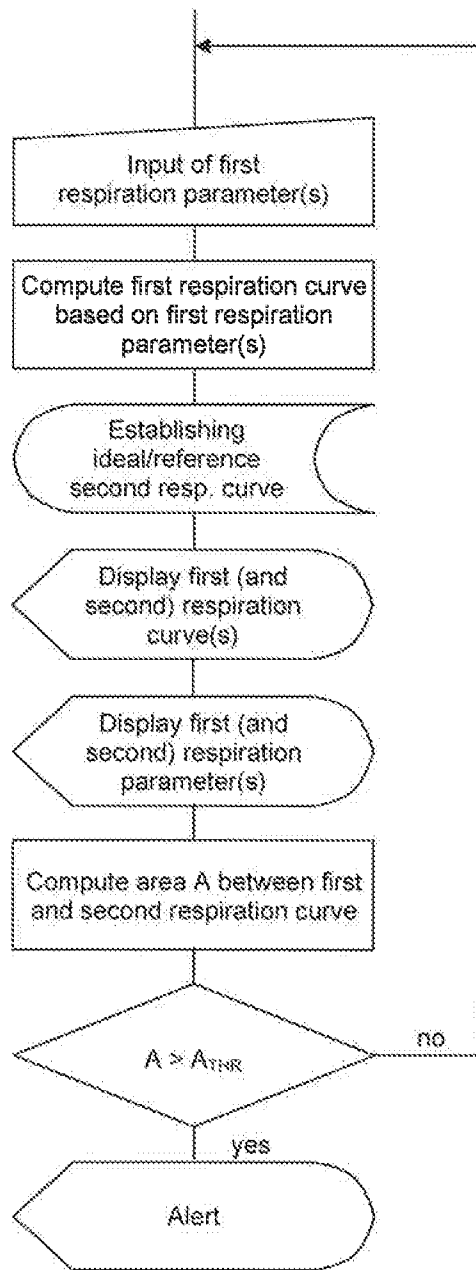 Input of first
respiration parameter(s)
Compute first respiration curve
based on first respiration
parameter(s)
Establishing
ideal/reference
second resp. curve
Display first (and
second) respiration
curve(s)
Display first (and
second) respiration
parameter(s)
Compute area A between first
and second respiration curve
A > ATHR
no
yes
Alert